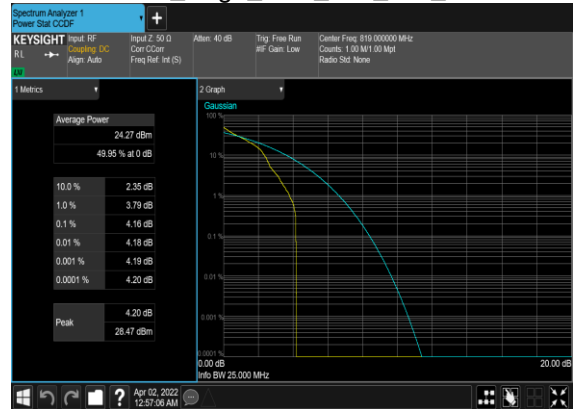 Spectrum Analyzer 1
Power Stat CCDF
KEYSIGHT
Input: RF
Coupling: DC
Align: Auto
Input Z: 50 Ω
Corr CCorr
Freq Ref: Int (S)
Atten: 40 dB
Trig: Free Run
#IF Gain: Low
Center Freq: 819.000000 MHz
Counts: 1.00 M/1.00 Mpt
Radio Std: None
R L
LXI
1 Metrics
Average Power
24.27 dBm
49.95 % at 0 dB
10.0 % 2.35 dB
1.0 % 3.79 dB
0.1 % 4.16 dB
0.01 % 4.18 dB
0.001 % 4.19 dB
0.0001 % 4.20 dB
Peak
4.20 dB
28.47 dBm
2 Graph
Gaussian
100 %
10 %
1 %
0.1 %
0.01 %
0.001 %
0.0001 %
0.00 dB
20.00 dB
Info BW 25.000 MHz
Apr 02, 2022
12:57:06 AM